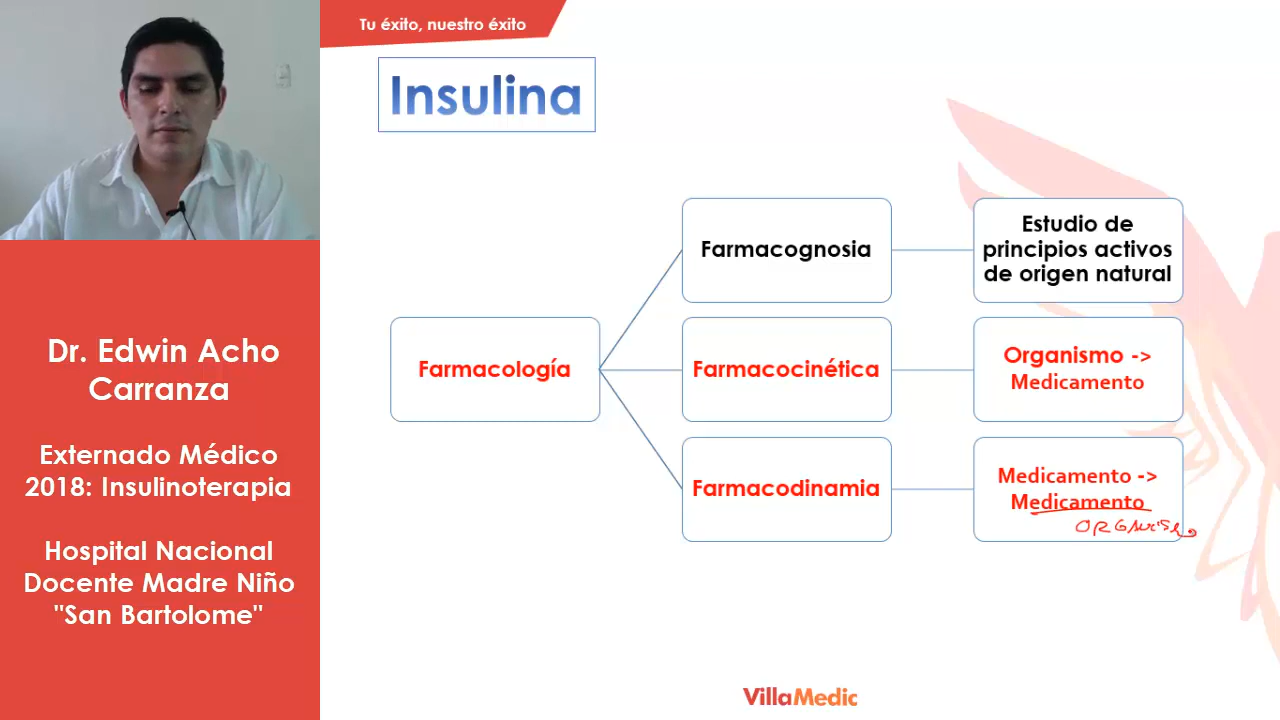 Tu éxito, nuestro éxito
Insulina
Dr. Edwin Acho
Carranza
Externado Médico
2018: Insulinoterapia
Hospital Nacional
Docente Madre Niño
"San Bartolome"
Farmacología
Farmacognosia
Estudio de
principios activos
de origen natural
Farmacocinética
Organismo ->
Medicamento
Farmacodinamia
Medicamento ->
Medicamento
VillaMedic